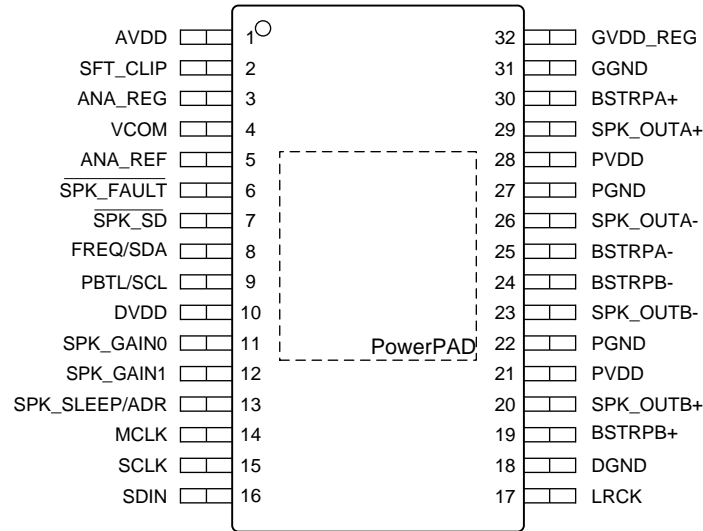 AVDD 1 32 GVDD_REG
SFT_CLIP 2 31 GGND
ANA_REG 3 30 BSTRPA+
VCOM 4 29 SPK_OUTA+
ANA_REF 5 28 PVDD
SPK_FAULT 6 27 PGND
SPK_SD 7 26 SPK_OUTA-
FREQ/SDA 8 25 BSTRPA-
PBTL/SCL 9 24 BSTRPB-
DVDD 10 23 SPK_OUTB-
SPK_GAIN0 11 PowerPAD 22 PGND
SPK_GAIN1 12 21 PVDD
SPK_SLEEP/ADR 13 20 SPK_OUTB+
MCLK 14 19 BSTRPB+
SCLK 15 18 DGND
SDIN 16 17 LRCK